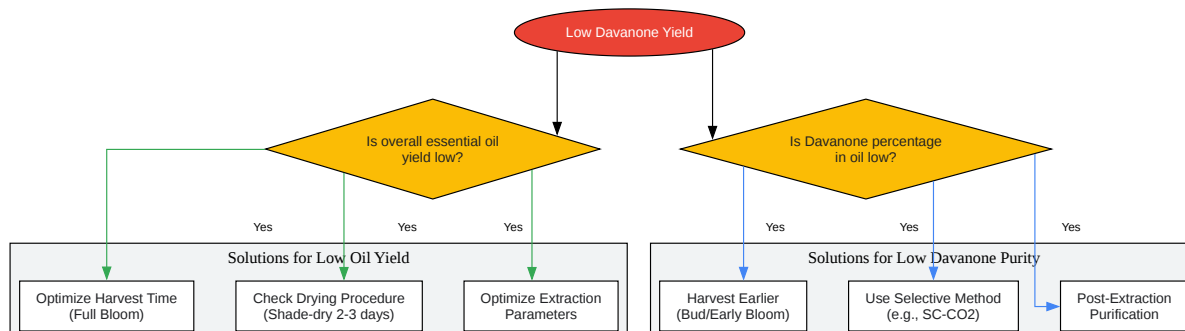 Low Davanone Yield
Is overall essential oil
yield low?
Is Davanone percentage
in oil low?
Yes
Yes
Yes
Yes
Yes
Yes
Solutions for Low Oil Yield
Solutions for Low Davanone Purity
Optimize Harvest Time
(Full Bloom)
Check Drying Procedure
(Shade-dry 2-3 days)
Optimize Extraction
Parameters
Harvest Earlier
(Bud/Early Bloom)
Use Selective Method
(e.g., SC-CO2)
Post-Extraction
Purification